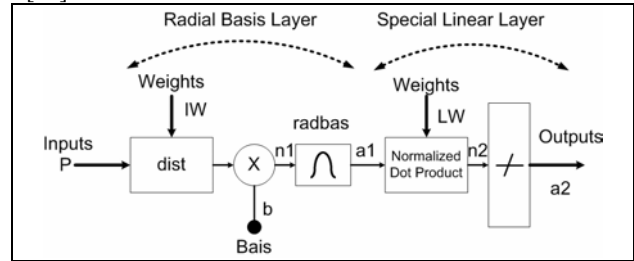 Radial Basis Layer
Special Linear Layer
Weights
Weights
IW
LW
radbas
Inputs
P
dist
X
n1
a1
Normalized
Dot Product
n2
Outputs
a2
b
Bais